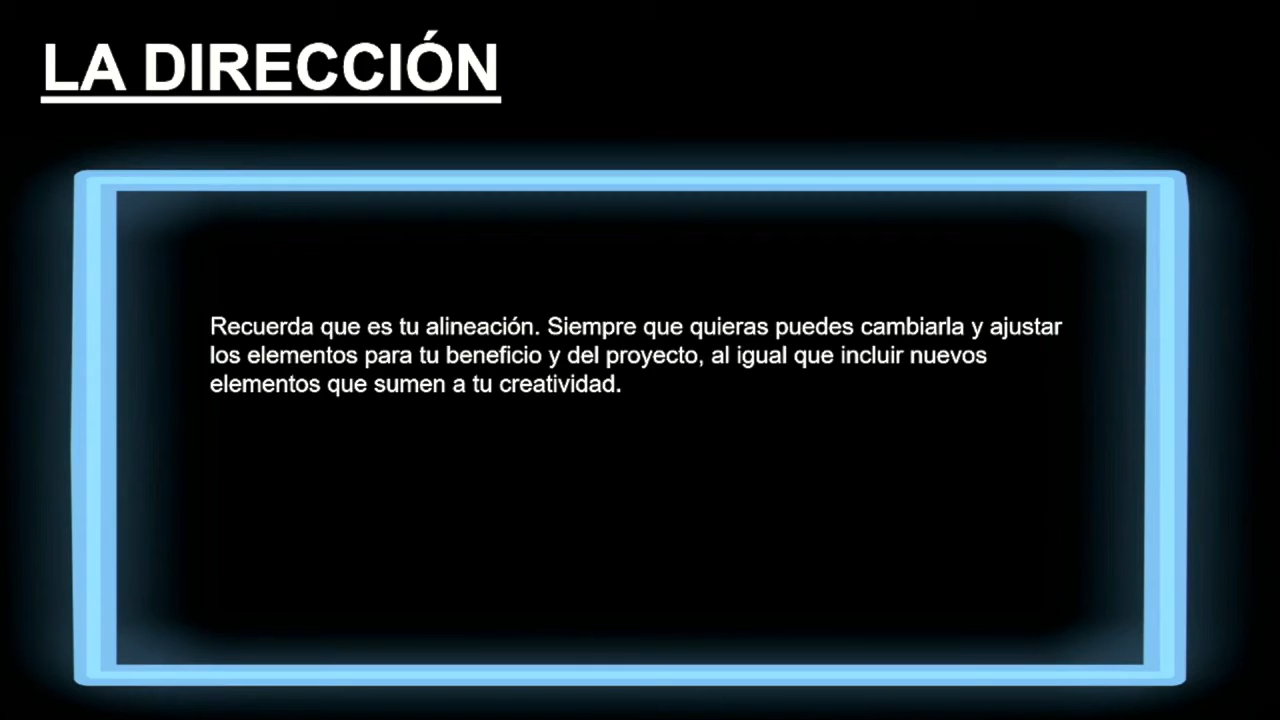 LA DIRECCIÓN
Recuerda que es tu alineación. Siempre que quieras puedes cambiarla y ajustar
los elementos para tu beneficio y del proyecto, al igual que incluir nuevos
elementos que sumen a tu creatividad.